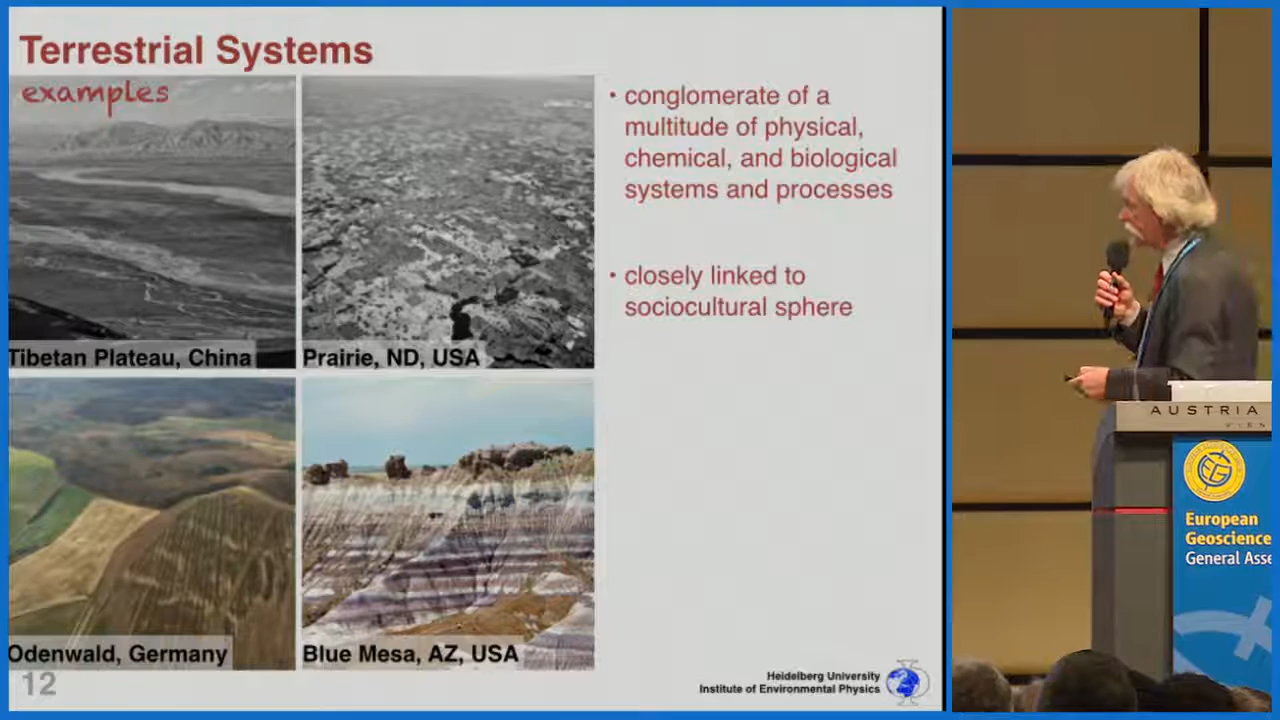 Terrestrial Systems
examples
Tibetan Plateau, China
Prairie, ND, USA
Odenwald, Germany
Blue Mesa, AZ, USA
• conglomerate of a
multitude of physical,
chemical, and biological
systems and processes
• closely linked to
sociocultural sphere
12
Heidelberg University
Institute of Environmental Physics
AUSTRIA
VIEN
EG
European
Geoscience
General Asse